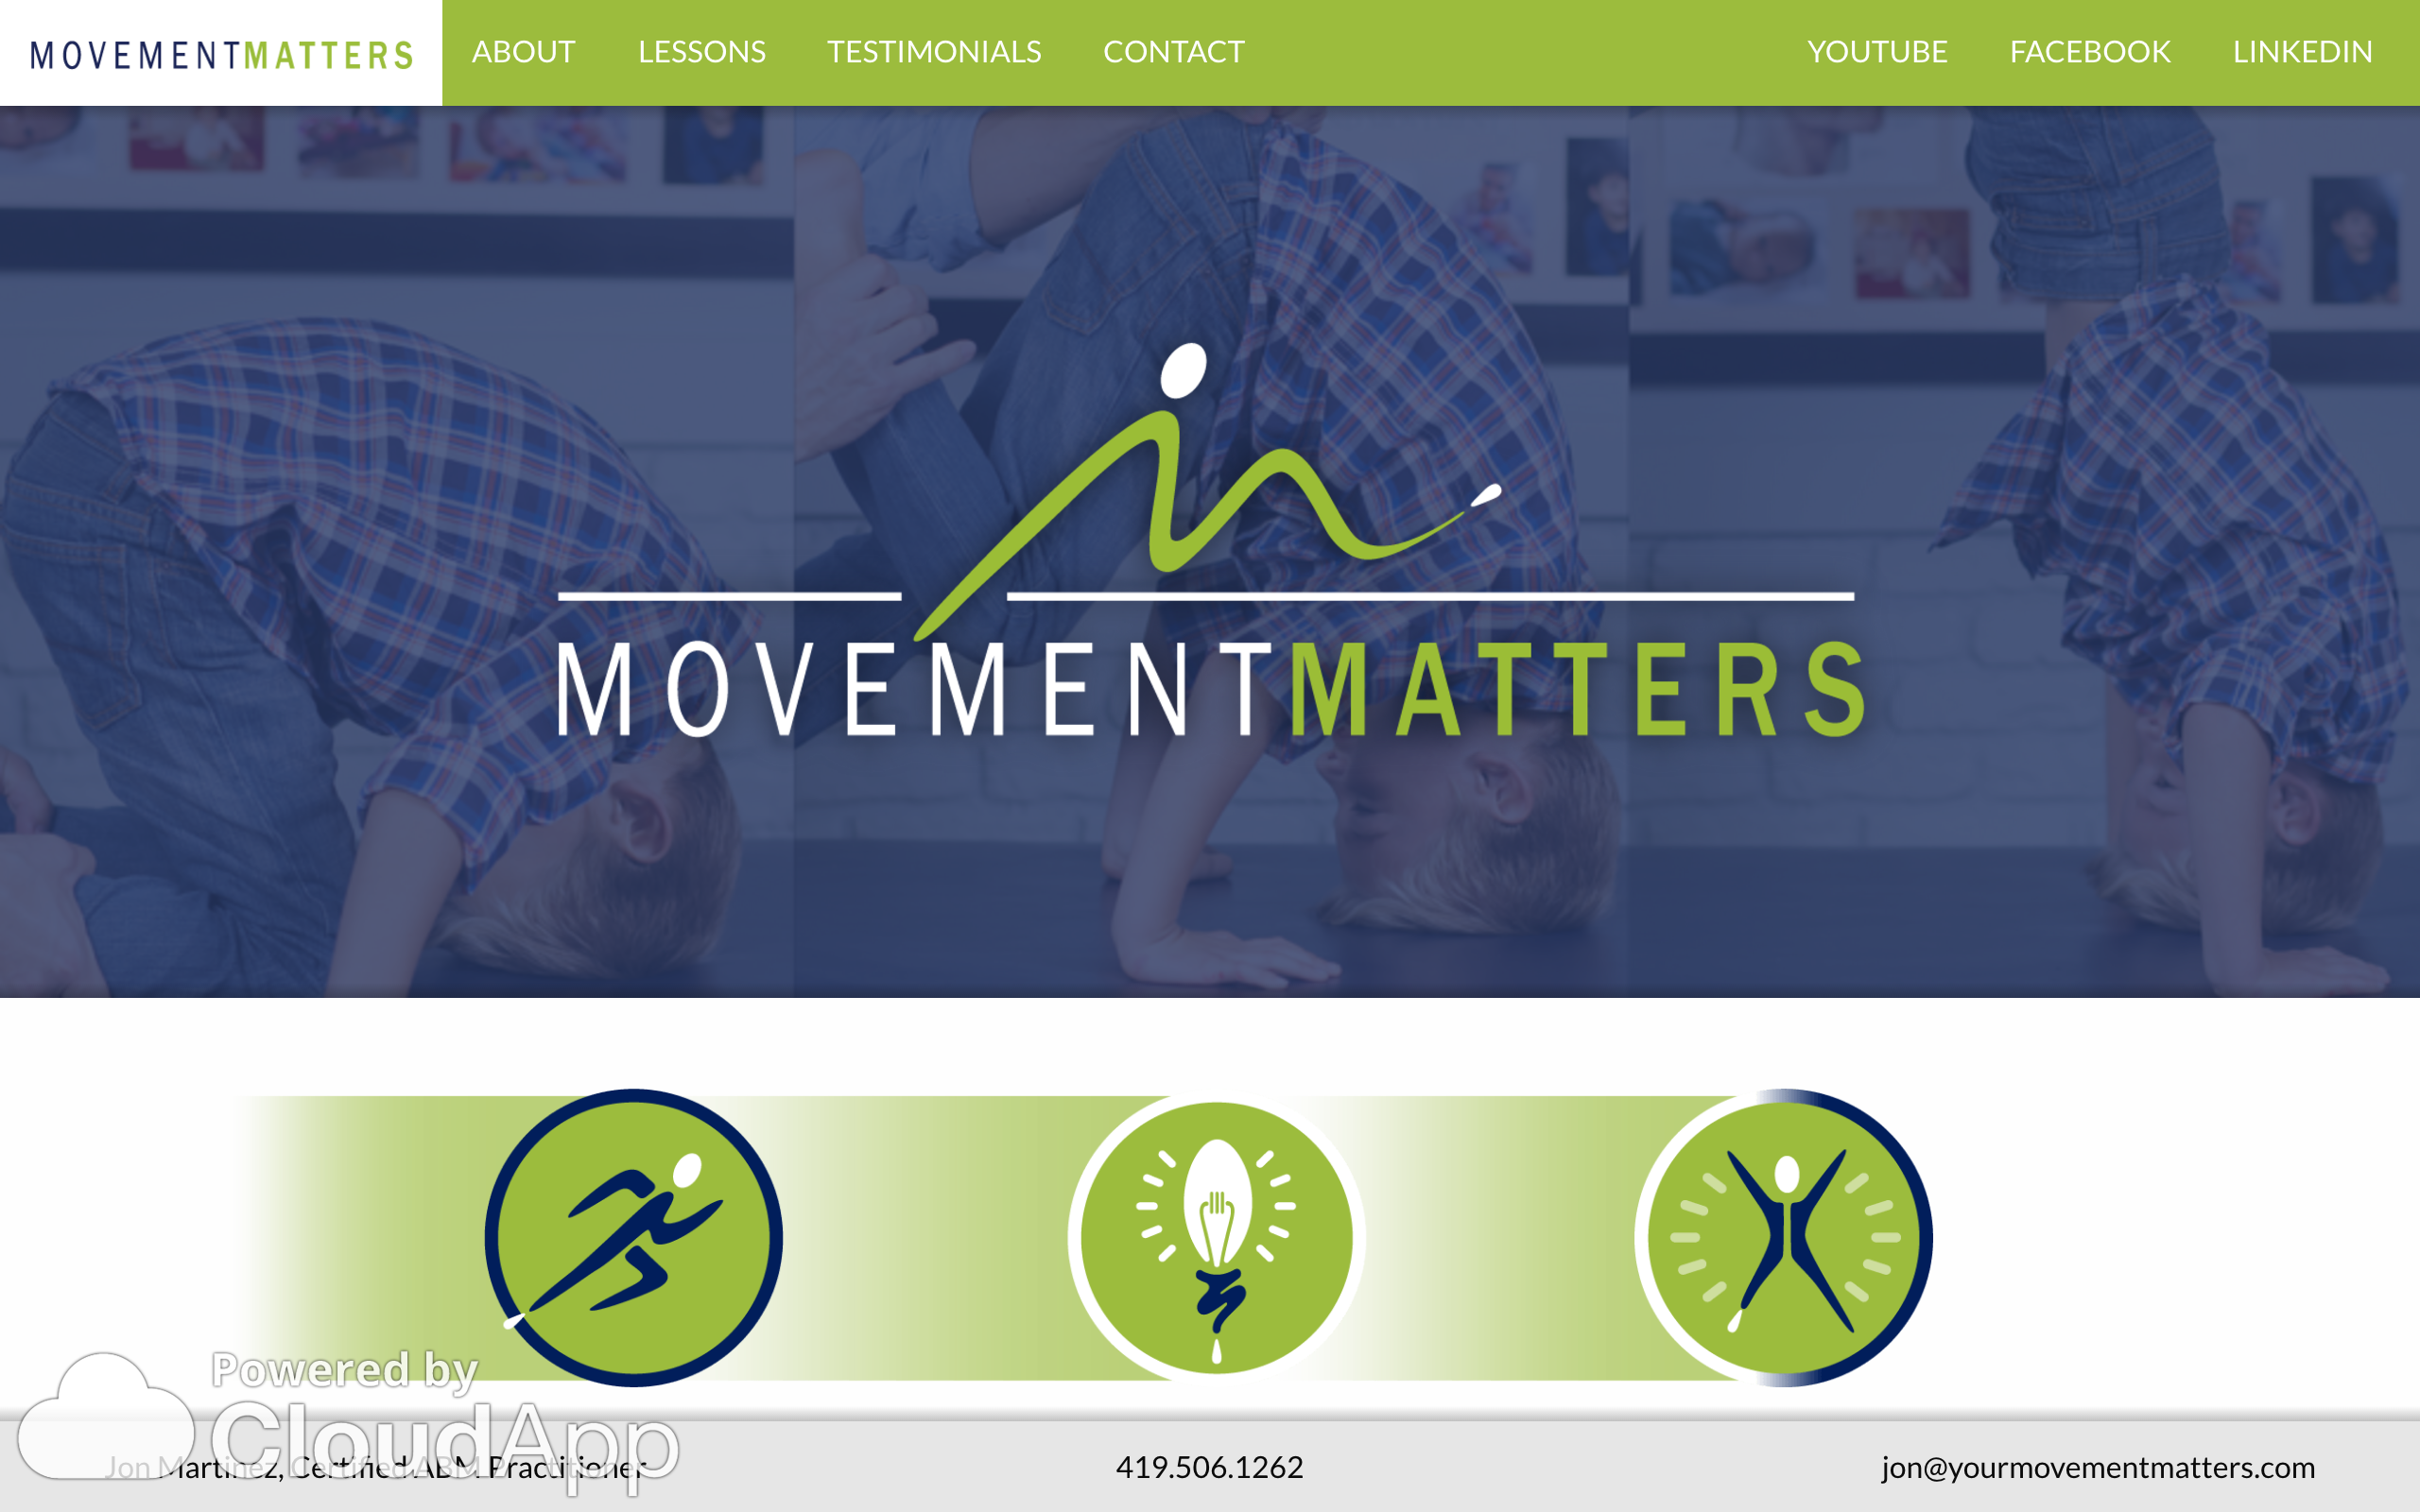 MOVEMENTMATTERS ABOUT LESSONS TESTIMONIALS CONTACT YOUTUBE FACEBOOK LINKEDIN
MOVEMENTMATTERS
Powered by
CloudApp
Jon Martinez, Certified ABM Practitioner 419.506.1262 jon@yourmovementmatters.com